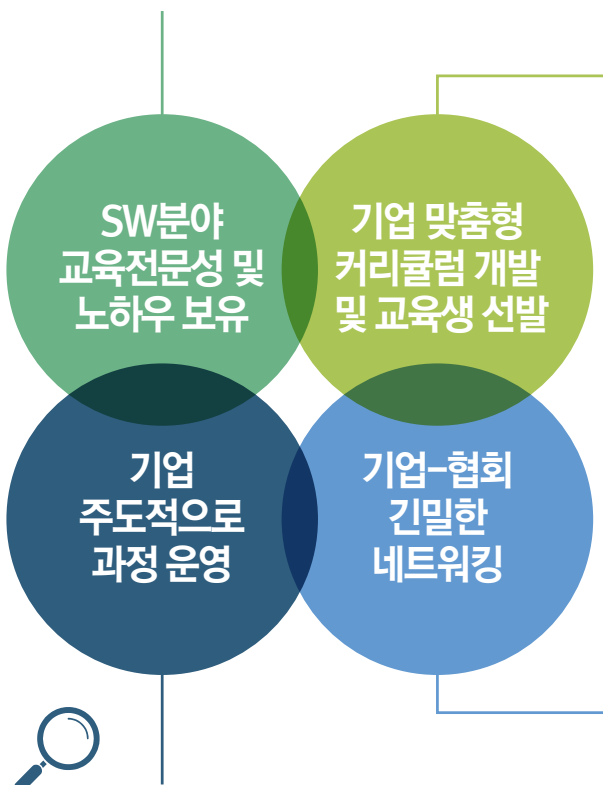 SW분야
교육전문성 및
노하우 보유
기업 맞춤형
커리큘럼 개발
및 교육생 선발
기업
주도적으로
과정 운영
기업-협회
긴밀한
네트워킹